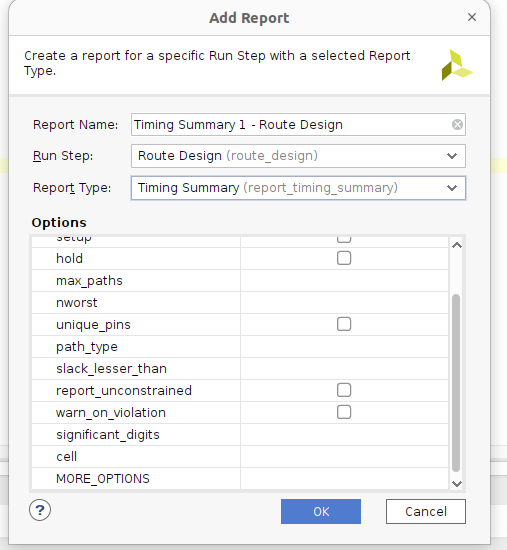 Add Report
Create a report for a specific Run Step with a selected Report
Type.
Report Name: Timing Summary 1 - Route Design
Run Step: Route Design (route_design)
Report Type: Timing Summary (report_timing_summary)
Options
setup
hold
max_paths
nworst
unique_pins
path_type
slack_lesser_than
report_unconstrained
warn_on_violation
significant_digits
cell
MORE_OPTIONS
? OK Cancel